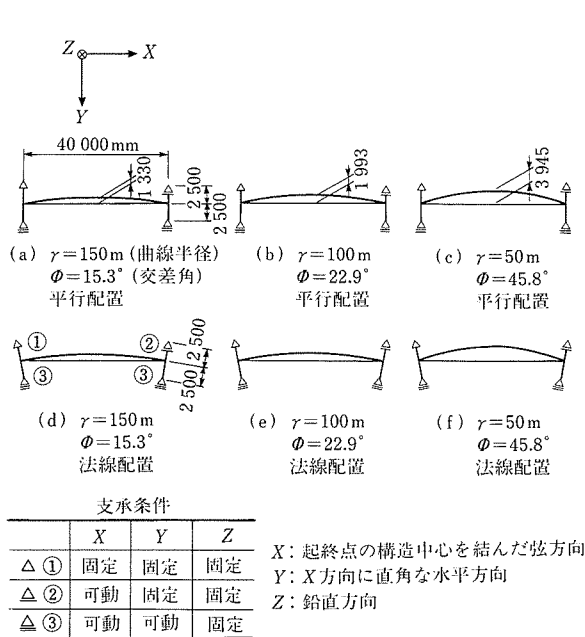 Z X
Y
40 000mm
1 330
2 500
2 500
1 993
3 945
(a) γ=150m (曲線半径)
Φ=15.3° (交差角)
平行配置
(b) γ=100m
Φ=22.9°
平行配置
(c) γ=50m
Φ=45.8°
平行配置
① ② ③ ③
2 500
2 500
(d) γ=150m
Φ=15.3°
法線配置
(e) γ=100m
Φ=22.9°
法線配置
(f) γ=50m
Φ=45.8°
法線配置
支承条件
X Y Z
△ ① 固定 固定 固定
△ ② 可動 固定 固定
△ ③ 可動 可動 固定
X：起終点の構造中心を結んだ弦方向
Y：X方向に直角な水平方向
Z：鉛直方向